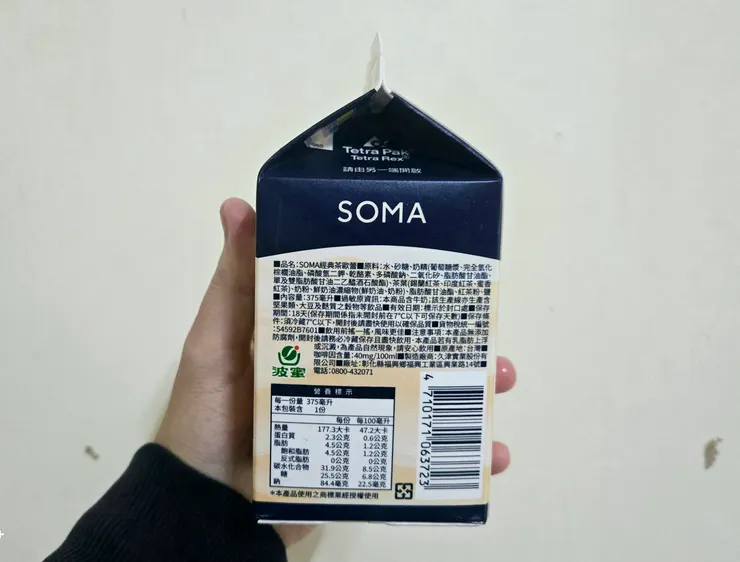 Tetra Pak®
Tetra Rex®
請由另一端開啟
SOMA
■品名:SOMA經典茶歐蕾■原料:水、砂糖、奶精(葡萄糖漿、完全氫化
棕櫚油脂、磷酸氫二鉀、乾酪素、多磷酸鈉、二氧化矽、脂肪酸甘油酯、
單及雙脂肪酸甘油二乙醯酒石酸酯)、茶葉(錫蘭紅茶、印度紅茶、蜜香
紅茶)、奶粉、鮮奶油濃縮物(鮮奶油、奶粉)、脂肪酸甘油酯、紅茶粉、鹽
■內容量:375毫升■過敏原資訊:本商品含牛奶;該生產線亦生產含
堅果類、大豆及麩質之穀物等飲品■有效日期:標示於封口處■保存
期間:18天(保存期間係指未開封前在7°C以下可保存天數)■保存條
件:須冷藏7°C以下,開封後請盡快使用以確保品質■貨物稅統一編號
:54592B7601■飲用前搖一搖,風味更佳■注意事項:本產品無添加
防腐劑,開封後請務必冷藏保存且盡快飲用。本產品若有乳脂肪上浮
或沉澱,為產品自然現象,請安心飲用■原產地:台灣■
咖啡因含量:40mg/100ml■製造廠商:久津實業股份有
限公司■廠址:彰化縣福興鄉福興工業區興業路14號■
電話:0800-432071
波蜜
營養標示
每一份量 375毫升
本包裝含 1份
每份 每100毫升
熱量 177.3大卡 47.2大卡
蛋白質 2.3公克 0.6公克
脂肪 4.5公克 1.2公克
飽和脂肪 4.5公克 1.2公克
反式脂肪 0公克 0公克
碳水化合物 31.9公克 8.5公克
糖 25.5公克 6.8公克
鈉 84.4毫克 22.5毫克
*本產品使用之商標業經授權使用
4710171063723